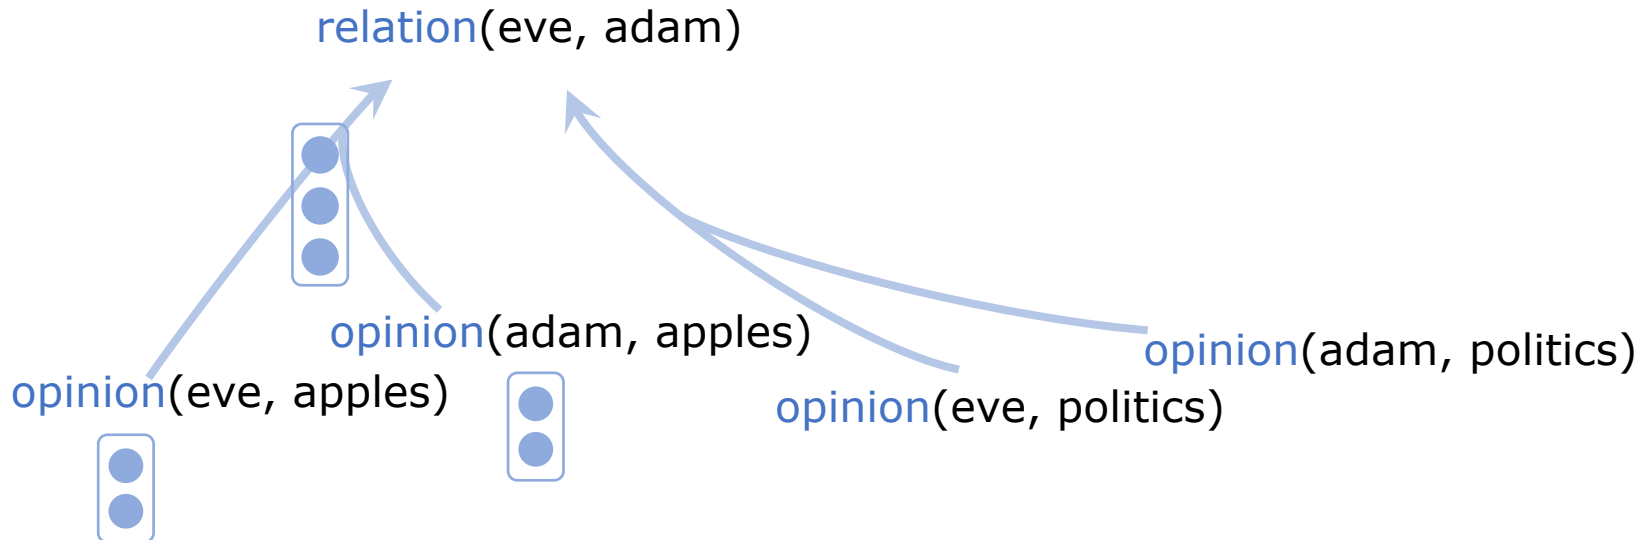 relation(eve, adam)
opinion(adam, apples)
opinion(adam, politics)
opinion(eve, apples)
opinion(eve, politics)